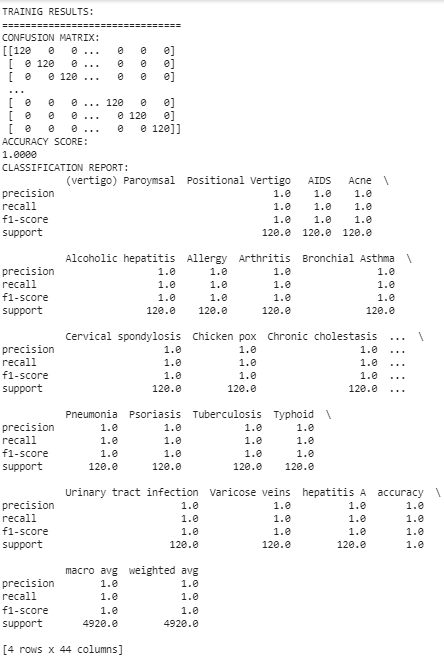 TRAINIG RESULTS:
===============================
CONFUSION MATRIX:
[[120   0   0 ...   0   0   0]
 [  0 120   0 ...   0   0   0]
 [  0   0 120 ...   0   0   0]
 ...
 [  0   0   0 ... 120   0   0]
 [  0   0   0 ...   0 120   0]
 [  0   0   0 ...   0   0 120]]
ACCURACY SCORE:
1.0000
CLASSIFICATION REPORT:
           (vertigo) Paroymsal  Positional Vertigo   AIDS   Acne  \
precision                                      1.0    1.0    1.0
recall                                         1.0    1.0    1.0
f1-score                                       1.0    1.0    1.0
support                                      120.0  120.0  120.0

           Alcoholic hepatitis  Allergy  Arthritis  Bronchial Asthma  \
precision                  1.0      1.0        1.0               1.0
recall                     1.0      1.0        1.0               1.0
f1-score                   1.0      1.0        1.0               1.0
support                  120.0    120.0      120.0             120.0

           Cervical spondylosis  Chicken pox  Chronic cholestasis  ...  \
precision                   1.0          1.0                  1.0  ...
recall                      1.0          1.0                  1.0  ...
f1-score                    1.0          1.0                  1.0  ...
support                   120.0        120.0                120.0  ...

           Pneumonia  Psoriasis  Tuberculosis  Typhoid  \
precision        1.0        1.0           1.0      1.0
recall           1.0        1.0           1.0      1.0
f1-score         1.0        1.0           1.0      1.0
support        120.0      120.0         120.0    120.0

           Urinary tract infection  Varicose veins  hepatitis A  accuracy  \
precision                      1.0             1.0          1.0       1.0
recall                         1.0             1.0          1.0       1.0
f1-score                       1.0             1.0          1.0       1.0
support                      120.0           120.0        120.0       1.0

           macro avg  weighted avg
precision        1.0           1.0
recall           1.0           1.0
f1-score         1.0           1.0
support       4920.0        4920.0

[4 rows x 44 columns]